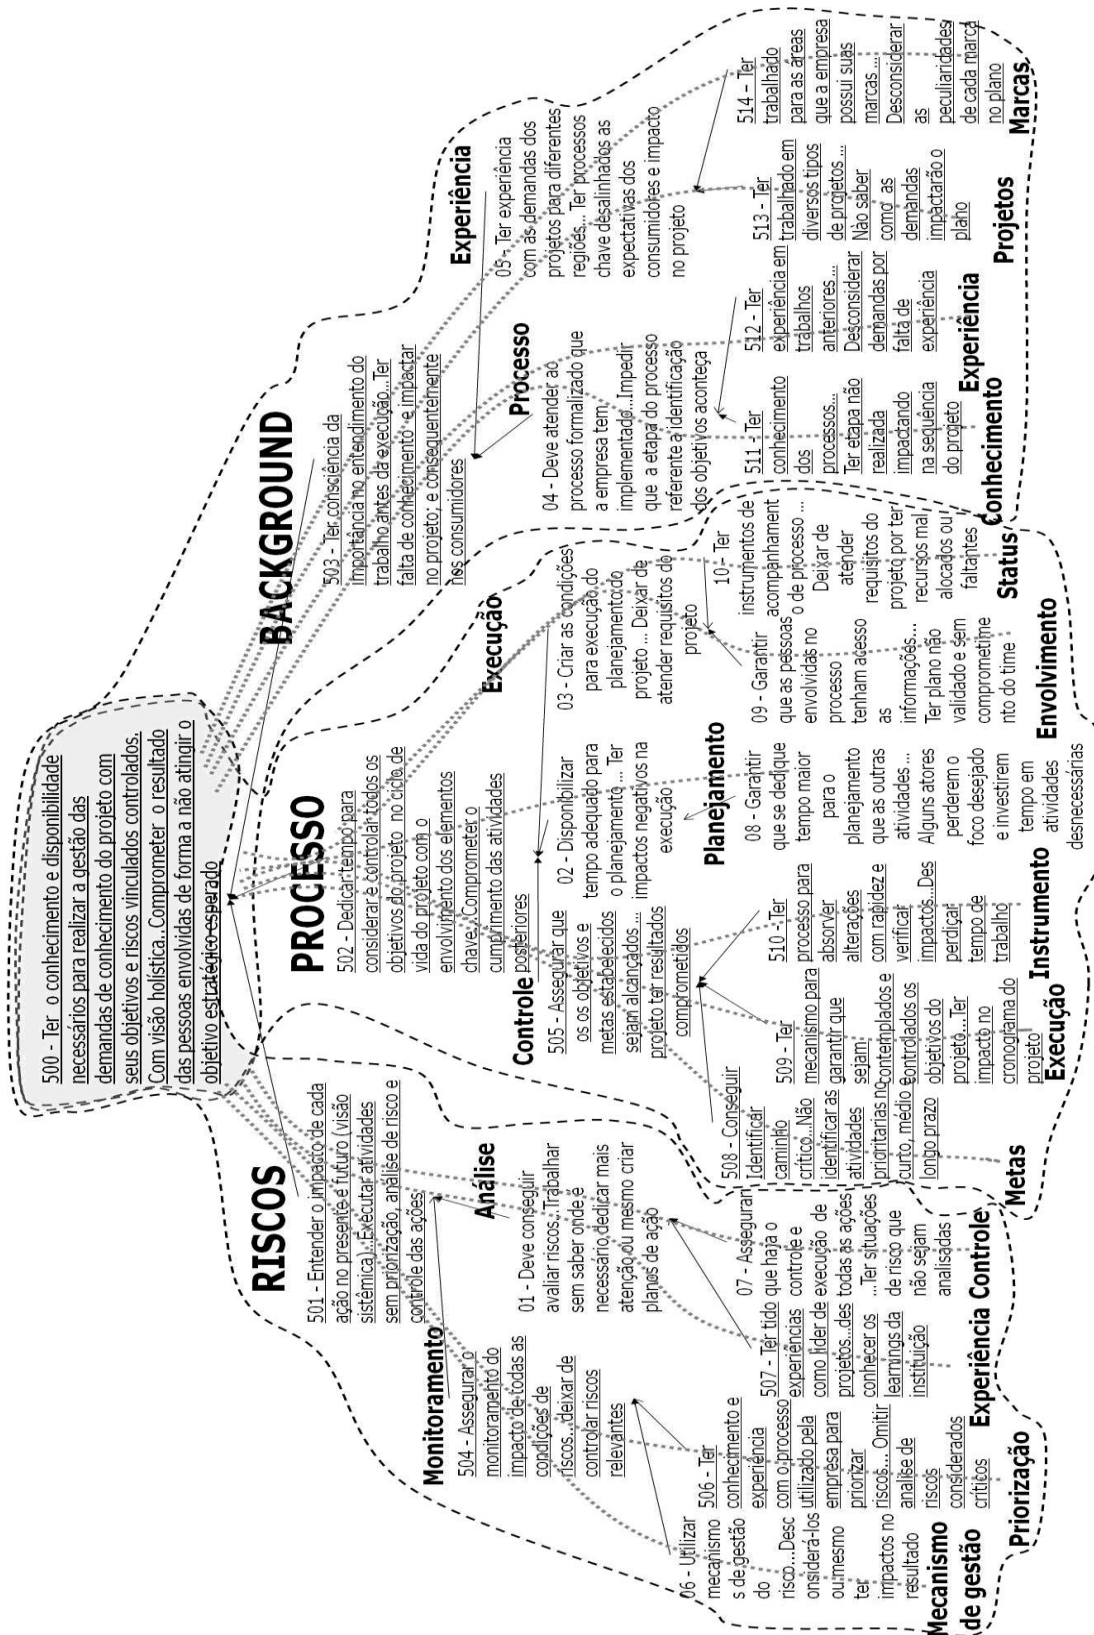 500 - Ter o conhecimento e disponibilidade
necessários para realizar a gestão das
demandas de conhecimento do projeto com
seus objetivos e riscos vinculados controlados.
Com visão holística...Comprometer o resultado
das pessoas envolvidas de forma a não atingir o
objetivo estratégico esperado
RISCOS
501 - Entender o impacto de cada
ação no presente e futuro (visão
sistêmica)...Executar atividades
sem priorização, análise de risco e
controle das ações
Monitoramento
504 – Assegurar o
monitoramento do
impacto de todas as
condições de
riscos...deixar de
controlar riscos
relevantes
Análise
01 - Deve conseguir
avaliar riscos...Trabalhar
sem saber onde é
necessário dedicar mais
atenção ou mesmo criar
planos de ação
06 - Utilizar
mecanismo
s de gestão
do
risco...Desc
onsiderá-los
ou mesmo
ter
impactos no
resultado
Mecanismo
de gestão
506 – Ter
conhecimento e
experiência
com o processo
utilizado pela
empresa para
priorizar
riscos... Omitir
analise de
riscos
considerados
críticos
Priorização
507 - Ter tido
experiências
como lider de
projetos...des
conhecer os
learnings da
instituição
Experiência
07 - Asseguran
que haja o
controle e
execução de
todas as ações
...Ter situações
de risco que
não sejam
analisadas
Controle
PROCESSO
502 – Dedicar tempo para
considerar e controlar todos os
objetivos do projeto no ciclo de
vida do projeto com o
envolvimento dos elementos
chave...Comprometer o
cumprimento das atividades
posteriores
Controle
505 – Assegurar que
os os objetivos e
metas estabelecidos
sejam alcançados...
projeto ter resultados
comprometidos
02 - Disponibilizar
tempo adequado para
o planejamento ... Ter
impactos negativos na
execução
Planejamento
Execução
03 - Criar as condições
para execução do
planejamento do
projeto ... Deixar de
atender requisitos do
projeto
508 – Conseguir
Identificar
caminho
crítico...Não
identificar as
atividades
prioritarias no
curto, médio e
longo prazo
Metas
509 – Ter
mecanismo para
garantir que
sejam
contemplados e
controlados os
objetivos do
projeto...Ter
impacto no
cronograma do
projeto
Execução
510 - Ter
processo para
absorver
alterações
com rapidez e
verificar
impactos...Des
perdiçar
tempo de
trabalho
Instrumento
08 – Garantir
que se dedique
tempo maior
para o
planejamento
que as outras
atividades ...
Alguns atores
perderem o
foco desejado
e investirem
tempo em
atividades
desnecessárias
09 - Garantir
que as pessoas
envolvidas no
processo
tenham acesso
as
informações...
Ter plano não
validado e sem
comprometime
nto do time
Envolvimento
10 - Ter
instrumentos de
acompanhament
o de processo ...
Deixar de
atender
requisitos do
projeto por ter
recursos mal
alocados ou
faltantes
Status
BACKGROUND
503 - Ter consciência da
importância no entendimento do
trabalho antes da execução...Ter
falta de conhecimento e impactar
no projeto; e consequentemente
nos consumidores
Processo
04 - Deve atender ao
processo formalizado que
a empresa tem
implementado...Impedir
que a etapa do processo
referente a identificação
dos objetivos aconteça
Experiência
05 - Ter experiência
com as demandas dos
projetos para diferentes
regiões... Ter processos
chave desalinhados as
expectativas dos
consumidores e impacto
no projeto
511 – Ter
conhecimento
dos
processos...
Ter etapa não
realizada
impactando
na sequência
do projeto
Conhecimento
512 - Ter
experiência em
trabalhos
anteriores...
Desconsiderar
demandas por
falta de
experiência
Experiência
513 - Ter
trabalhado em
diversos tipos
de projetos ...
Não saber
como as
demandas
impactarão o
plano
Projetos
514 – Ter
trabalhado
para as áreas
que a empresa
possui suas
marcas ...
Desconsiderar
as
peculiaridades
de cada marca
no plano
Marcas